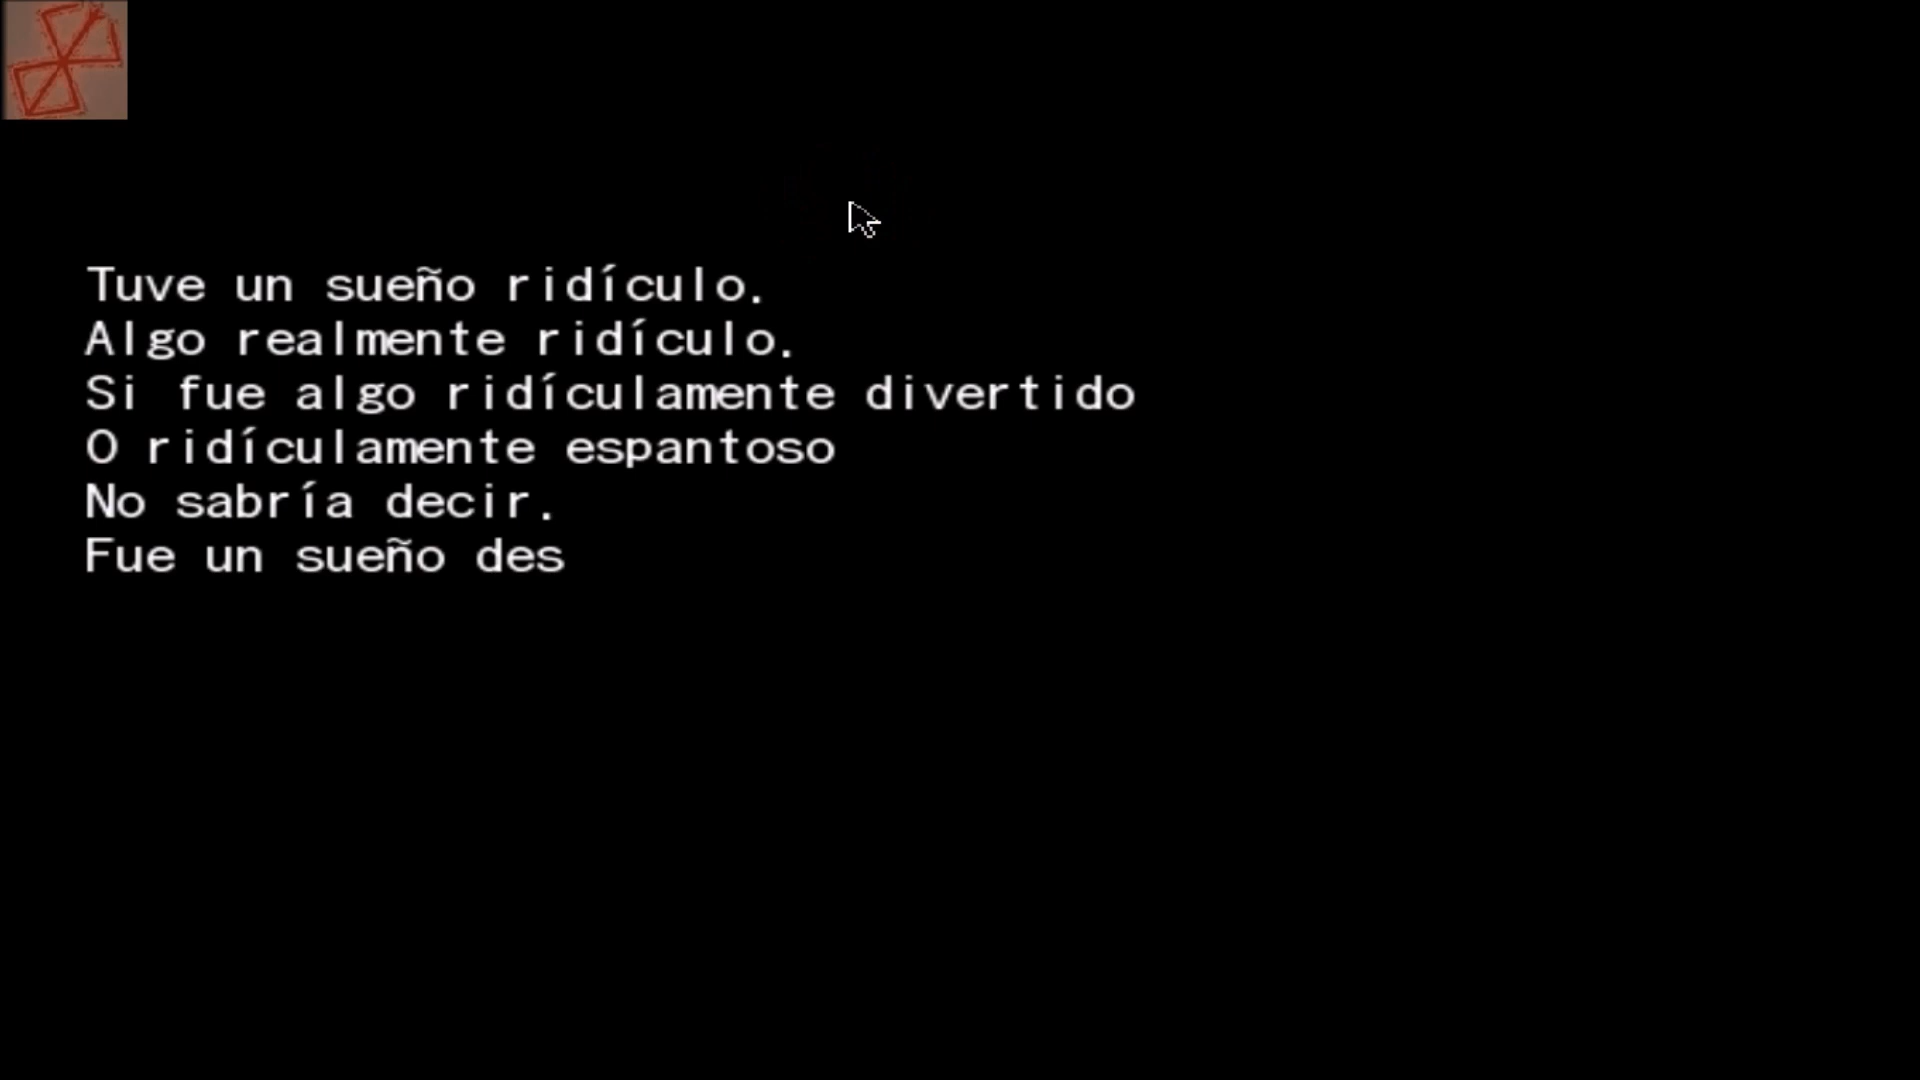 Tuve un sueño ridículo.
Algo realmente ridículo.
Si fue algo ridículamente divertido
O ridículamente espantoso
No sabría decir.
Fue un sueño des